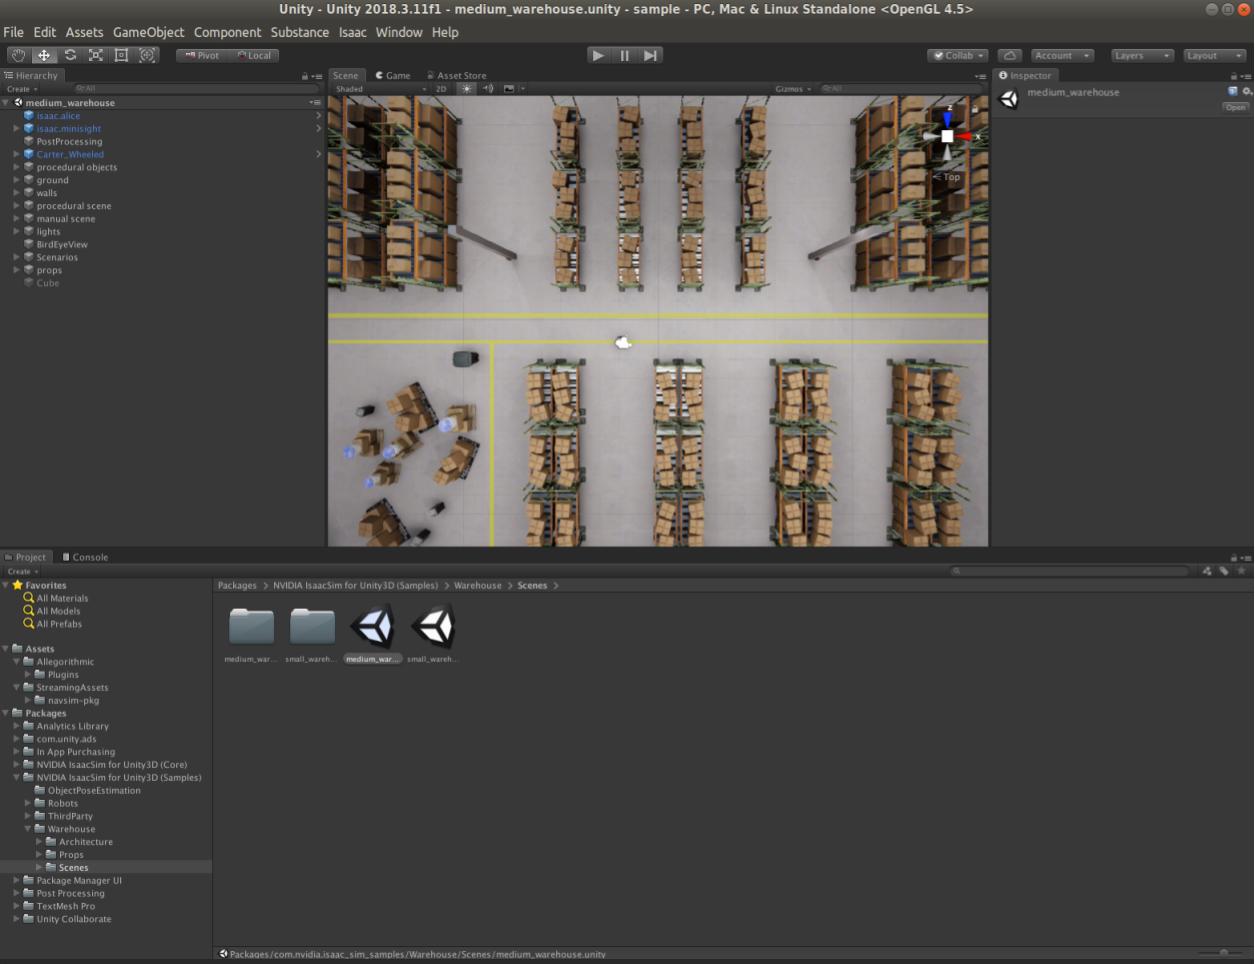 Unity - Unity 2018.3.11f1 - medium_warehouse.unity - sample - PC, Mac & Linux Standalone <OpenGL 4.5>
File Edit Assets GameObject Component Substance Isaac Window Help
Pivot Local Collab Account Layers Layout
Hierarchy
Create All
medium_warehouse
isaac.alice
isaac.minisight
PostProcessing
Carter_Wheeled
procedural objects
ground
walls
procedural scene
manual scene
lights
BirdEyeView
Scenarios
props
Cube
Scene Game Asset Store
Shaded 2D Gizmos All
z
x
Top
Inspector
medium_warehouse
Open
Project Console
Create
Favorites
All Materials
All Models
All Prefabs
Assets
Allegorithmic
Plugins
StreamingAssets
navsim-pkg
Packages
Analytics Library
com.unity.ads
In App Purchasing
NVIDIA IsaacSim for Unity3D (Core)
NVIDIA IsaacSim for Unity3D (Samples)
ObjectPoseEstimation
Robots
ThirdParty
Warehouse
Architecture
Props
Scenes
Package Manager UI
Post Processing
TextMesh Pro
Unity Collaborate
Packages > NVIDIA IsaacSim for Unity3D (Samples) > Warehouse > Scenes >
medium_war... small_wareh... medium_war... small_wareh...
Packages/com.nvidia.isaac_sim_samples/Warehouse/Scenes/medium_warehouse.unity